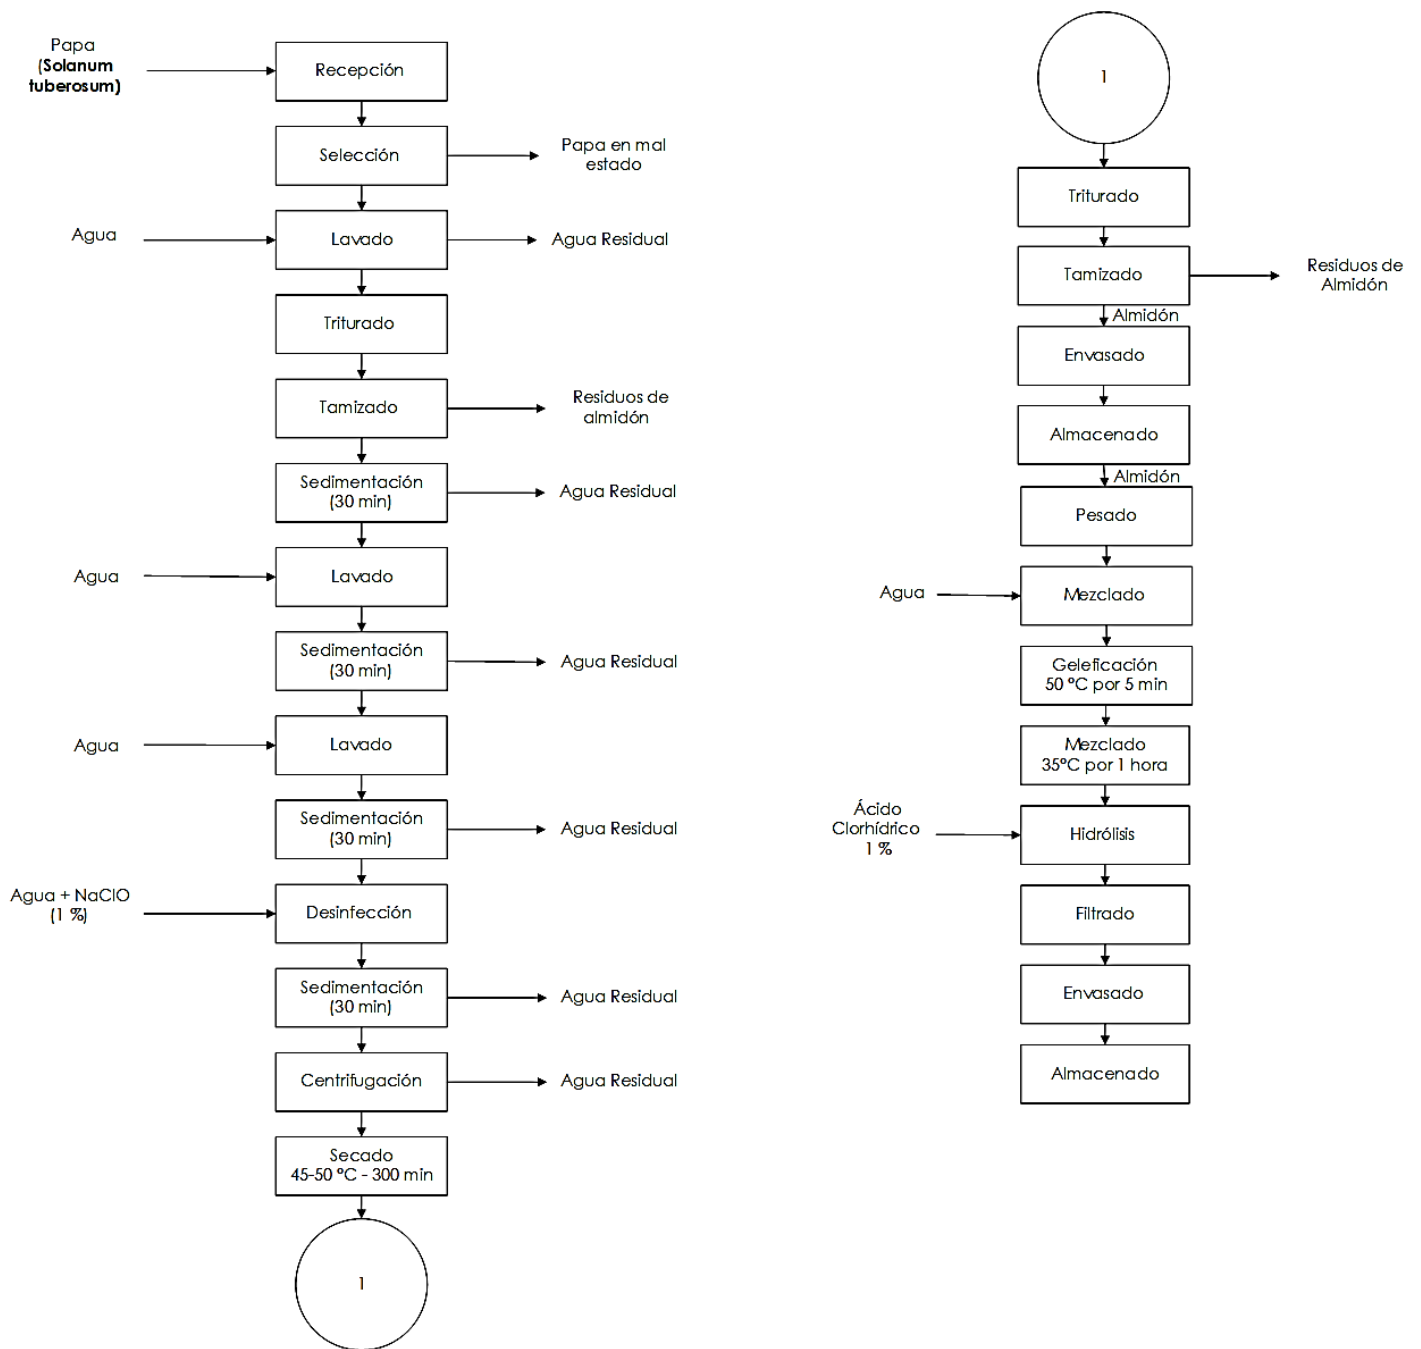 Papa
(Solanum
tuberosum)
Recepción
Selección
Papa en mal
estado
Agua
Lavado
Agua Residual
Triturado
Tamizado
Residuos de
almidón
Sedimentación
(30 min)
Agua Residual
Agua
Lavado
Sedimentación
(30 min)
Agua Residual
Agua
Lavado
Sedimentación
(30 min)
Agua Residual
Agua + NaClO
(1 %)
Desinfección
Sedimentación
(30 min)
Agua Residual
Centrifugación
Agua Residual
Secado
45-50 °C - 300 min
1
1
Triturado
Tamizado
Residuos de
Almidón
Almidón
Envasado
Almacenado
Almidón
Pesado
Agua
Mezclado
Geleficación
50 °C por 5 min
Mezclado
35°C por 1 hora
Ácido
Clorhídrico
1 %
Hidrólisis
Filtrado
Envasado
Almacenado